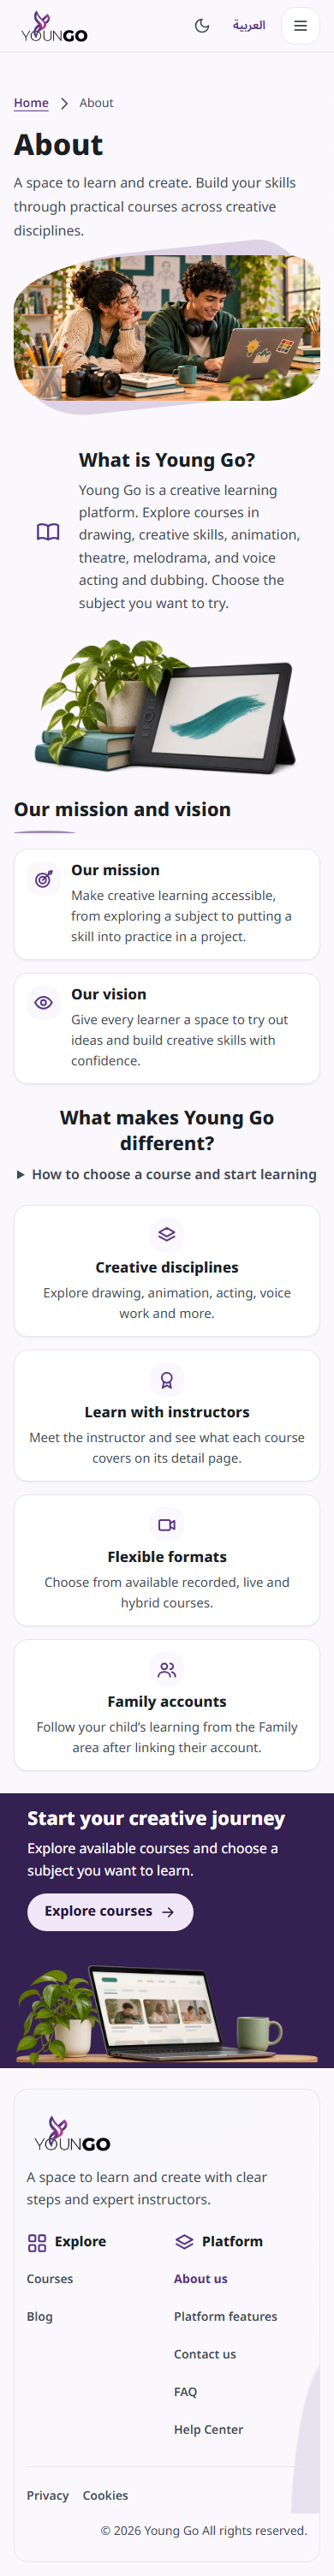 YOUNGO
العربية
Home > About
About
A space to learn and create. Build your skills
through practical courses across creative
disciplines.
What is Young Go?
Young Go is a creative learning
platform. Explore courses in
drawing, creative skills, animation,
theatre, melodrama, and voice
acting and dubbing. Choose the
subject you want to try.
Our mission and vision
Our mission
Make creative learning accessible,
from exploring a subject to putting a
skill into practice in a project.
Our vision
Give every learner a space to try out
ideas and build creative skills with
confidence.
What makes Young Go
different?
How to choose a course and start learning
Creative disciplines
Explore drawing, animation, acting, voice
work and more.
Learn with instructors
Meet the instructor and see what each course
covers on its detail page.
Flexible formats
Choose from available recorded, live and
hybrid courses.
Family accounts
Follow your child’s learning from the Family
area after linking their account.
Start your creative journey
Explore available courses and choose a
subject you want to learn.
Explore courses →
YOUNGO
A space to learn and create with clear
steps and expert instructors.
Explore
Courses
Blog
Platform
About us
Platform features
Contact us
FAQ
Help Center
Privacy Cookies
© 2026 Young Go All rights reserved.